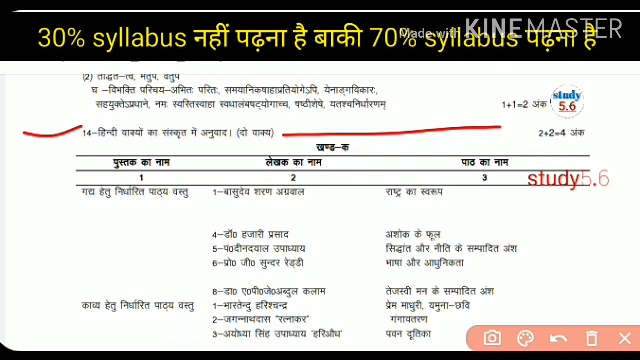 30% syllabus नहीं पढ़ना है बाकी 70% syllabus पढ़ना है
Made with KINEMASTER
(2) तद्धित–त्व, मतुप, वतुप
घ –विभक्ति परिचय–अभितः परितः, समयानिकषाहाप्रतियोगेऽपि, येनाङ्गविकारः,
सहयुक्तेऽप्रधाने, नमः स्वस्तिस्वाहा स्वधालंबषट्योगाच्च, षष्ठीशेषे, यतश्चनिर्धारणम्
1+1=2 अंक
study
5.6
14–हिन्दी वाक्यों का संस्कृत में अनुवाद। (दो वाक्य) 2+2=4 अंक
खण्ड–क
पुस्तक का नाम लेखक का नाम पाठ का नाम
1 2 3
study5.6
गद्य हेतु निर्धारित पाठ्य वस्तु 1–बासुदेव शरण अग्रवाल राष्ट्र का स्वरूप
4–डॉ0 हजारी प्रसाद अशोक के फूल
5–पं0दीनदयाल उपाध्याय सिद्धांत और नीति के सम्पादित अंश
6–प्रो0 जी0 सुन्दर रेड्डी भाषा और आधुनिकता
8–डा0 ए0पी0जे0अब्दुल कलाम तेजस्वी मन के सम्पादित अंश
काव्य हेतु निर्धारित पाठ्य वस्तु 1–भारतेन्दु हरिश्चन्द्र प्रेम माधुरी, यमुना–छवि
2–जगन्नाथदास "रत्नाकर" गंगावतरण
3–अयोध्या सिंह उपाध्याय 'हरिऔध' पवन दूतिका